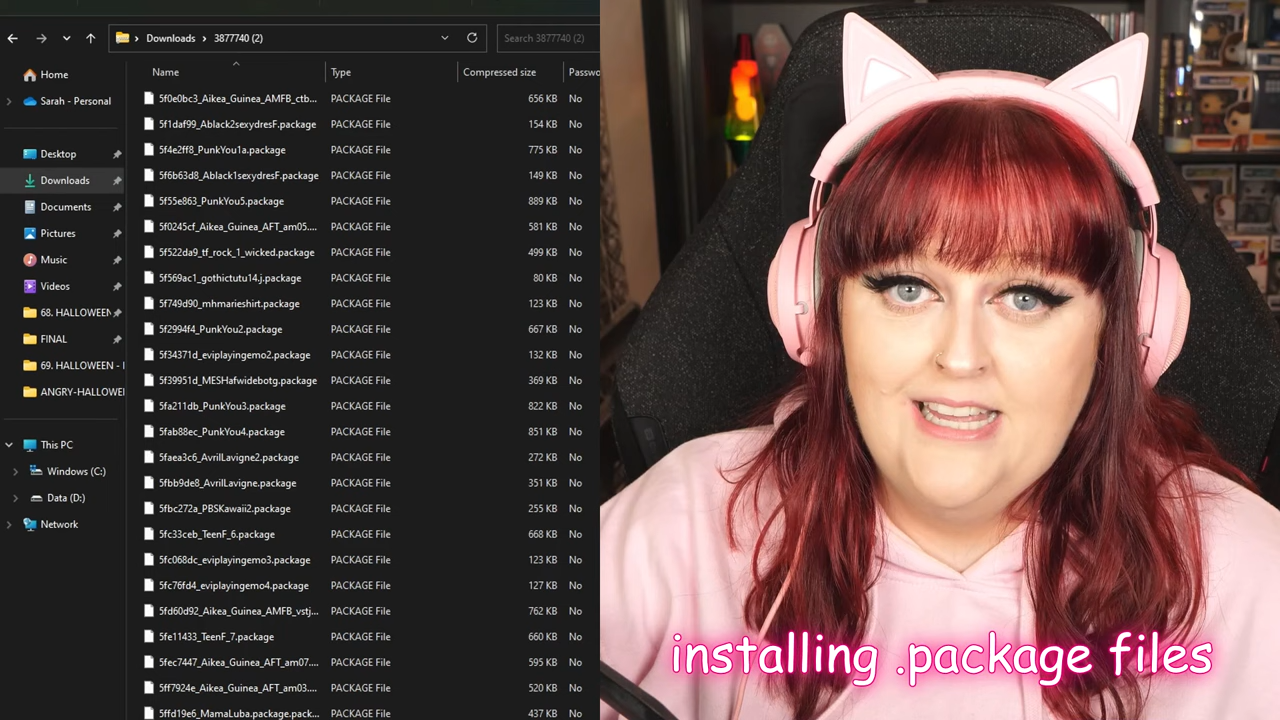 Downloads > 3877740 (2)
Search 3877740 (2)
Home
Sarah - Personal
Desktop
Downloads
Documents
Pictures
Music
Videos
68. HALLOWEEN
FINAL
69. HALLOWEEN -
ANGRY-HALLOWE
This PC
Windows (C:)
Data (D:)
Network
Name Type Compressed size Passwo
5f0e0bc3_Aikea_Guinea_AMFB_ctb... PACKAGE File 656 KB No
5f1daf99_Ablack2sexydresF.package PACKAGE File 154 KB No
5f4e2ff8_PunkYou1a.package PACKAGE File 775 KB No
5f6b63d8_Ablack1sexydresF.package PACKAGE File 149 KB No
5f55e863_PunkYou5.package PACKAGE File 889 KB No
5f0245cf_Aikea_Guinea_AFT_am05.... PACKAGE File 581 KB No
5f522da9_tf_rock_1_wicked.package PACKAGE File 499 KB No
5f569ac1_gothictutu14.j.package PACKAGE File 80 KB No
5f749d90_mhmarieshirt.package PACKAGE File 123 KB No
5f2994f4_PunkYou2.package PACKAGE File 667 KB No
5f34371d_eviplayingemo2.package PACKAGE File 132 KB No
5f39951d_MESHafwidebotg.package PACKAGE File 369 KB No
5fa211db_PunkYou3.package PACKAGE File 822 KB No
5fab88ec_PunkYou4.package PACKAGE File 851 KB No
5faea3c6_AvrilLavigne2.package PACKAGE File 272 KB No
5fbb9de8_AvrilLavigne.package PACKAGE File 351 KB No
5fbc272a_PBSKawaii2.package PACKAGE File 255 KB No
5fc33ceb_TeenF_6.package PACKAGE File 668 KB No
5fc068dc_eviplayingemo3.package PACKAGE File 123 KB No
5fc76fd4_eviplayingemo4.package PACKAGE File 127 KB No
5fd60d92_Aikea_Guinea_AMFB_vstj... PACKAGE File 762 KB No
5fe11433_TeenF_7.package PACKAGE File 660 KB No
5fec7447_Aikea_Guinea_AFT_am07.... PACKAGE File 595 KB No
5ff7924e_Aikea_Guinea_AFT_am03.... PACKAGE File 520 KB No
5ffd19e6_MamaLuba.package.pack... PACKAGE File 437 KB No
installing .package files